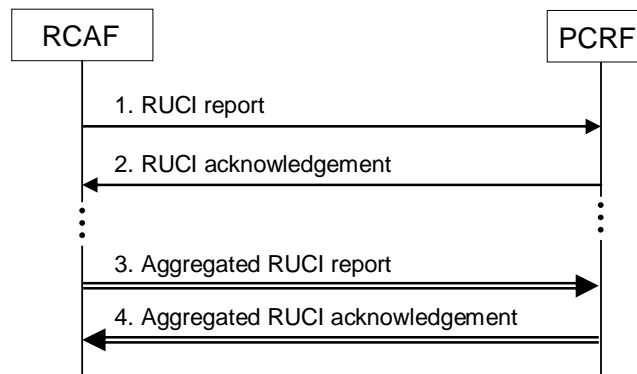 RCAF
PCRF
1. RUCI report
2. RUCI acknowledgement
3. Aggregated RUCI report
4. Aggregated RUCI acknowledgement